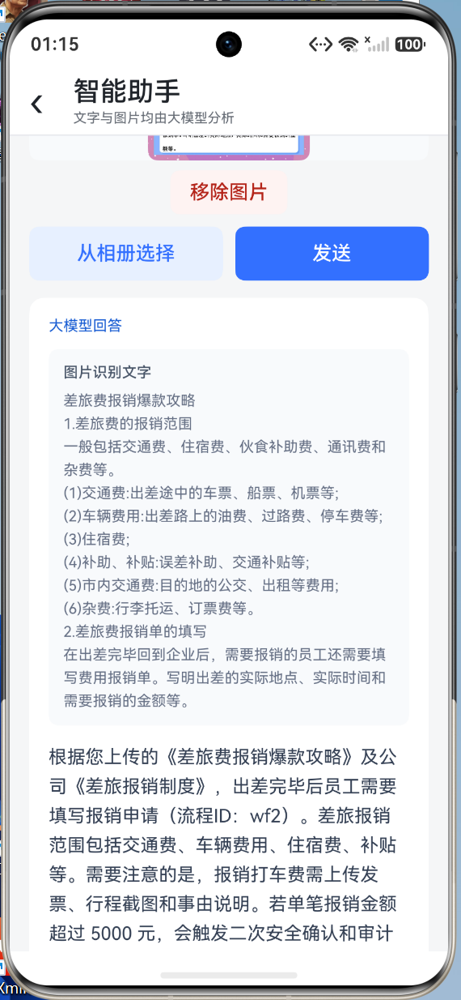 01:15
100
智能助手
文字与图片均由大模型分析
额等。
移除图片
从相册选择
发送
大模型回答
图片识别文字
差旅费报销爆款攻略
1.差旅费的报销范围
一般包括交通费、住宿费、伙食补助费、通讯费和
杂费等。
(1)交通费:出差途中的车票、船票、机票等;
(2)车辆费用:出差路上的油费、过路费、停车费等;
(3)住宿费;
(4)补助、补贴:误差补助、交通补贴等;
(5)市内交通费:目的地的公交、出租等费用;
(6)杂费:行李托运、订票费等。
2.差旅费报销单的填写
在出差完毕回到企业后，需要报销的员工还需要填
写费用报销单。写明出差的实际地点、实际时间和
需要报销的金额等。
根据您上传的《差旅费报销爆款攻略》及公
司《差旅报销制度》，出差完毕后员工需要
填写报销申请（流程ID：wf2）。差旅报销
范围包括交通费、车辆费用、住宿费、补贴
等。需要注意的是，报销打车费需上传发
票、行程截图和事由说明。若单笔报销金额
超过 5000 元，会触发二次安全确认和审计